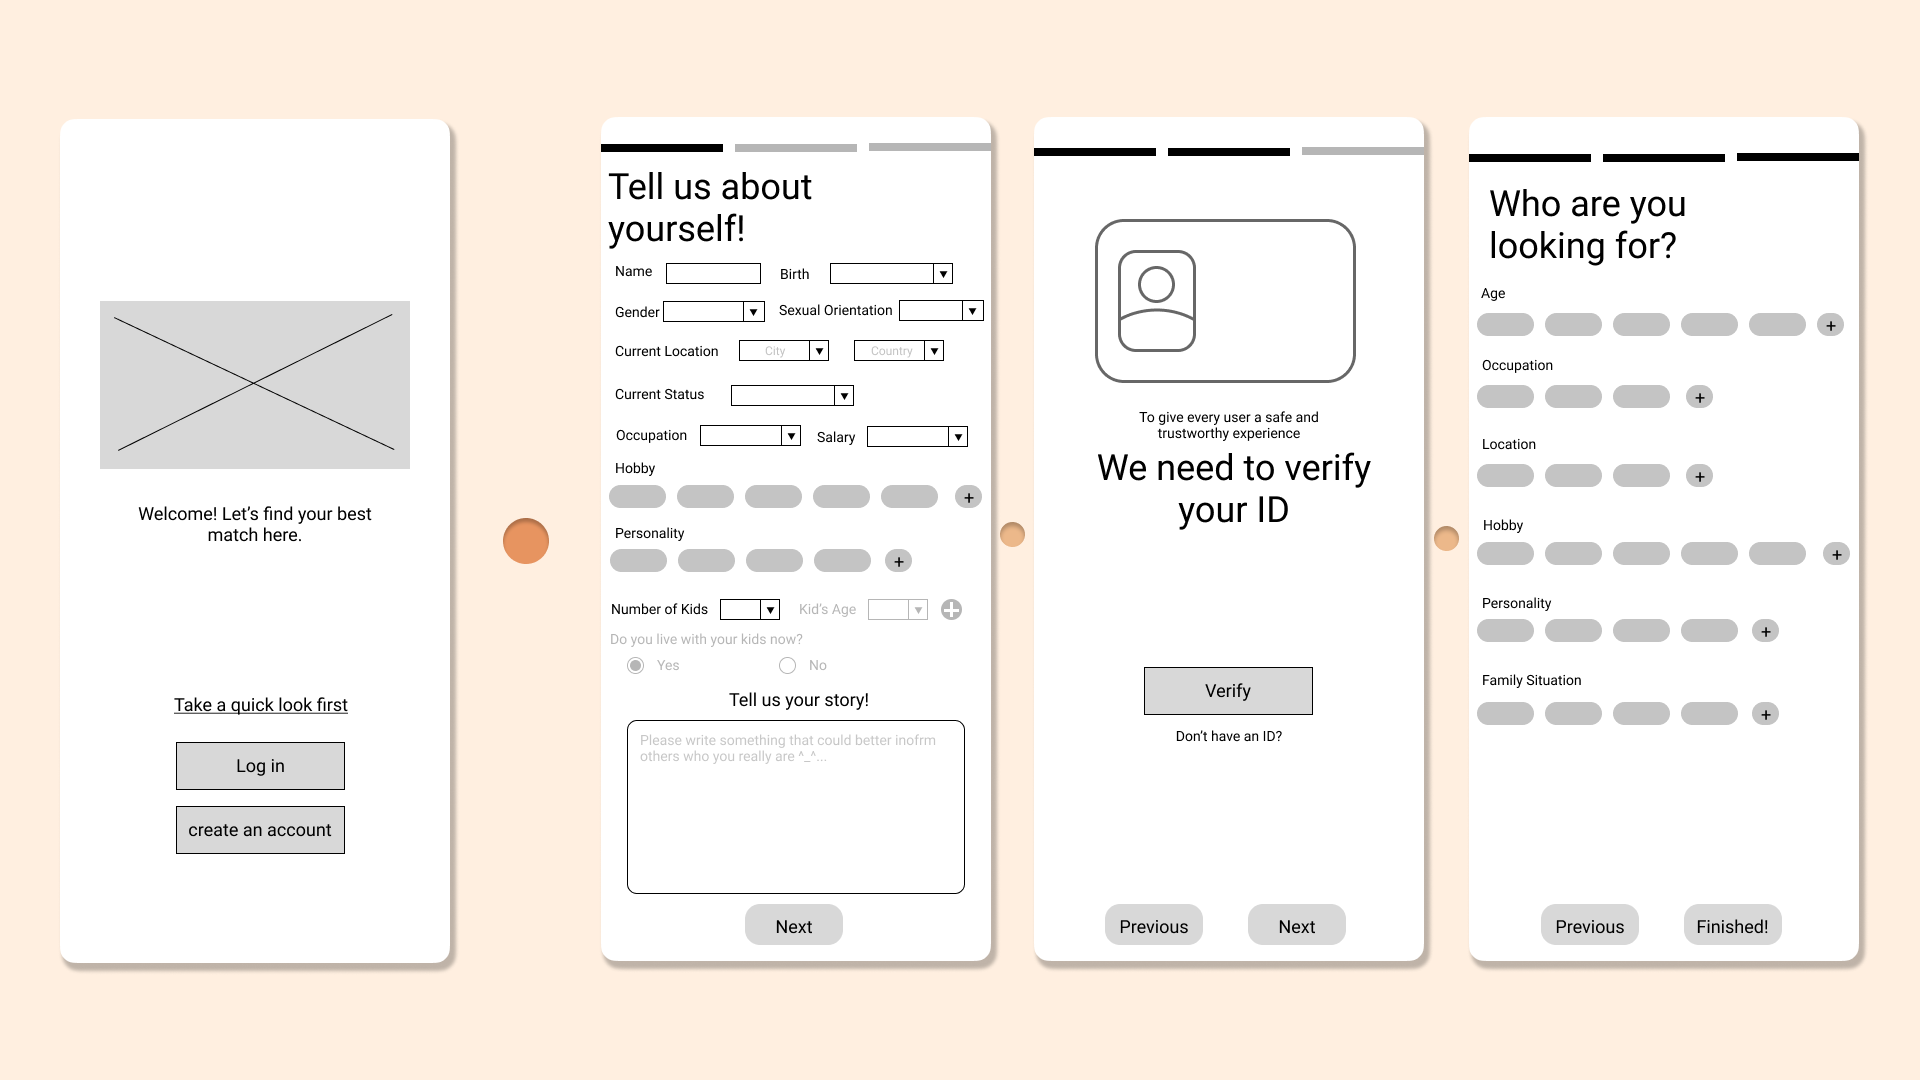 Welcome! Let’s find your best
match here.
Take a quick look first
Log in
create an account
Tell us about
yourself!
Name
Birth
Gender
Sexual Orientation
Current Location
City
Country
Current Status
Occupation
Salary
Hobby
+
Personality
+
Number of Kids
Kid’s Age
Do you live with your kids now?
Yes
No
Tell us your story!
Please write something that could better inofrm
others who you really are ^_^...
Next
To give every user a safe and
trustworthy experience
We need to verify
your ID
Verify
Don’t have an ID?
Previous
Next
Who are you
looking for?
Age
+
Occupation
+
Location
+
Hobby
+
Personality
+
Family Situation
+
Previous
Finished!